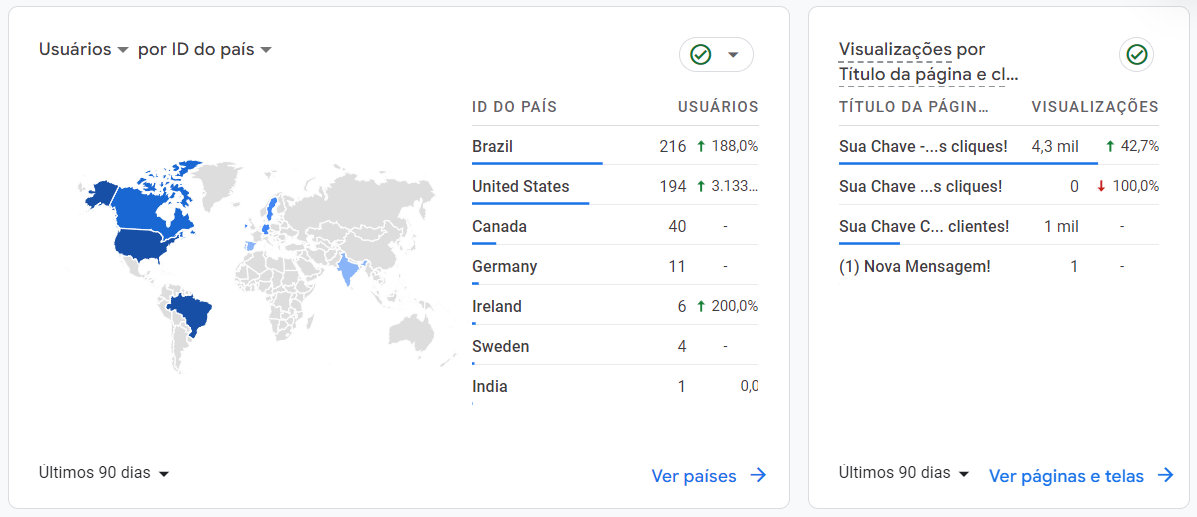 Usuários por ID do país
ID DO PAÍS USUÁRIOS
Brazil 216 188,0%
United States 194 3.133...
Canada 40 -
Germany 11 -
Ireland 6 200,0%
Sweden 4 -
India 1 0,0
Últimos 90 dias Ver países
Visualizações por
Título da página e cl...
TÍTULO DA PÁGIN... VISUALIZAÇÕES
Sua Chave -...s cliques! 4,3 mil 42,7%
Sua Chave ...s cliques! 0 100,0%
Sua Chave C... clientes! 1 mil -
(1) Nova Mensagem! 1 -
Últimos 90 dias Ver páginas e telas